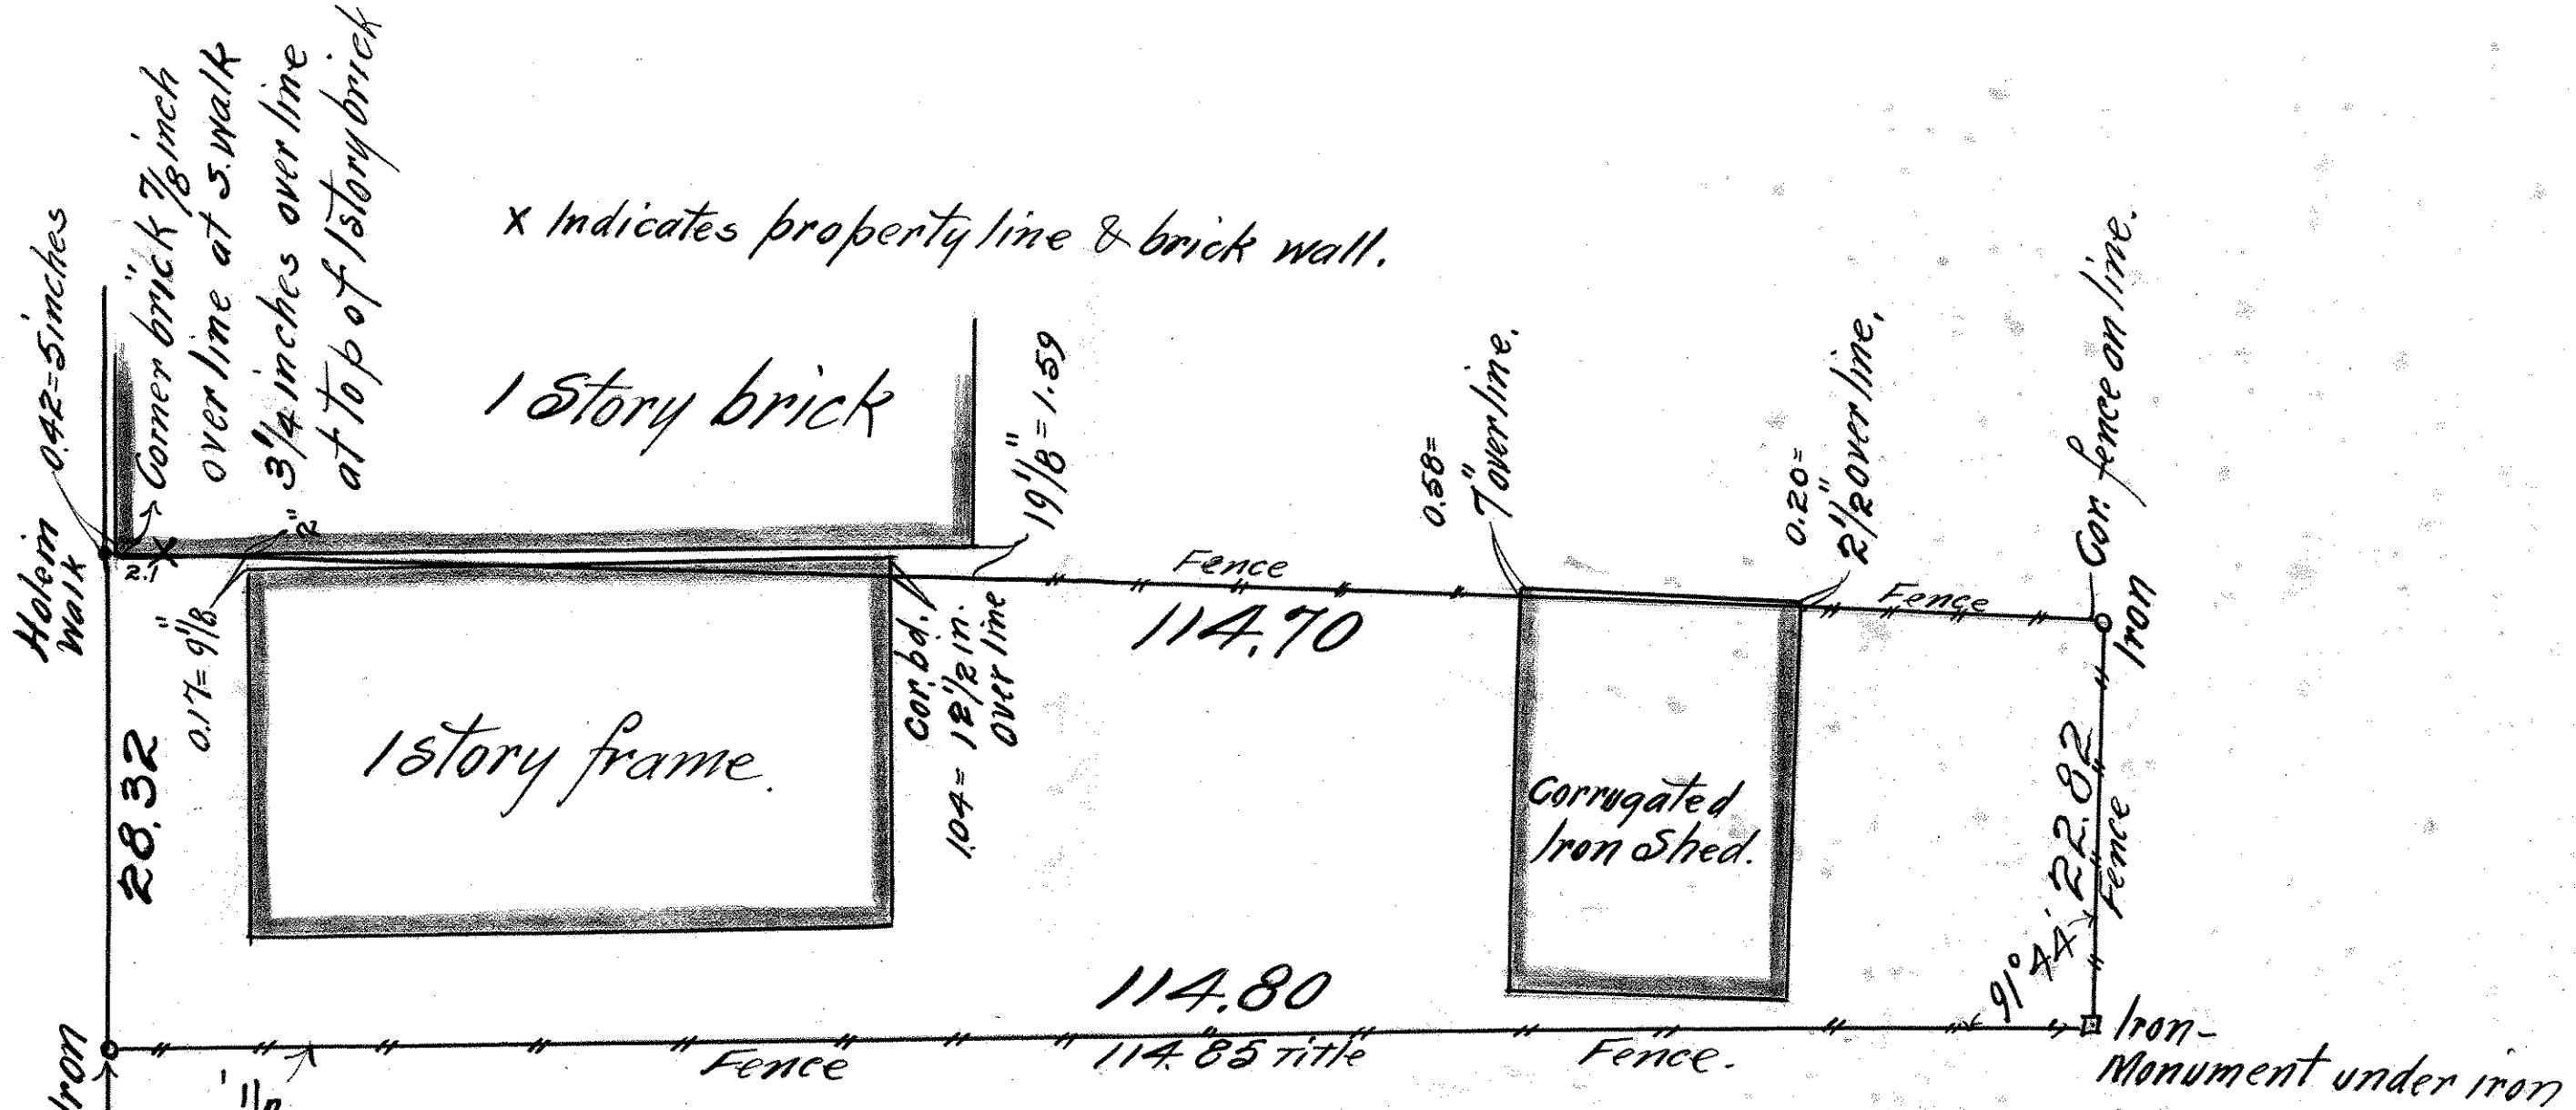 0.42=5inches
Corner brick 7/8"inch
over line at S. walk
3 1/4"inches over line
at top of 1story brick
x Indicates property line & brick wall.
1 Story brick
19 1/8" = 1.59
0.58=
7" over line.
0.20=
2 1/2" over line,
Cor. fence on line.
Hole in
walk
2.1
2"
Fence
Fence
114.70
Iron
0.17=
28.32
1 story frame.
Cor. bd.
1.04= 12 1/2 in.
over line
Corrugated
Iron Shed.
22.82
Fence
91° 44'
114.80
Iron
Fence
114.85 Title
Fence.
Iron-
Monument under iron